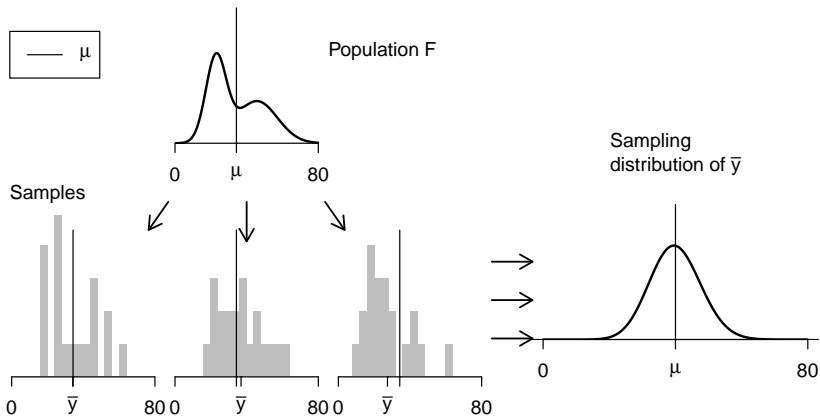 μ
Population F
0 μ 80
Sampling
distribution of ȳ
Samples
0 ȳ 80
0 ȳ 80
0 ȳ 80
0 μ 80